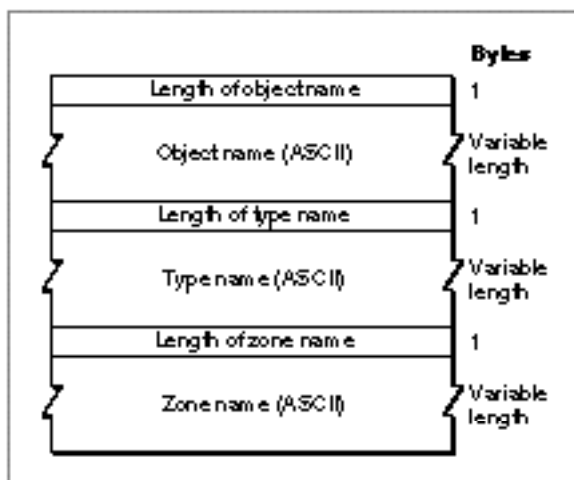 Bytes
Length of object name 1
Object name (ASCII) Variable
length
Length of type name 1
Type name (ASCII) Variable
length
Length of zone name 1
Zone name (ASCII) Variable
length